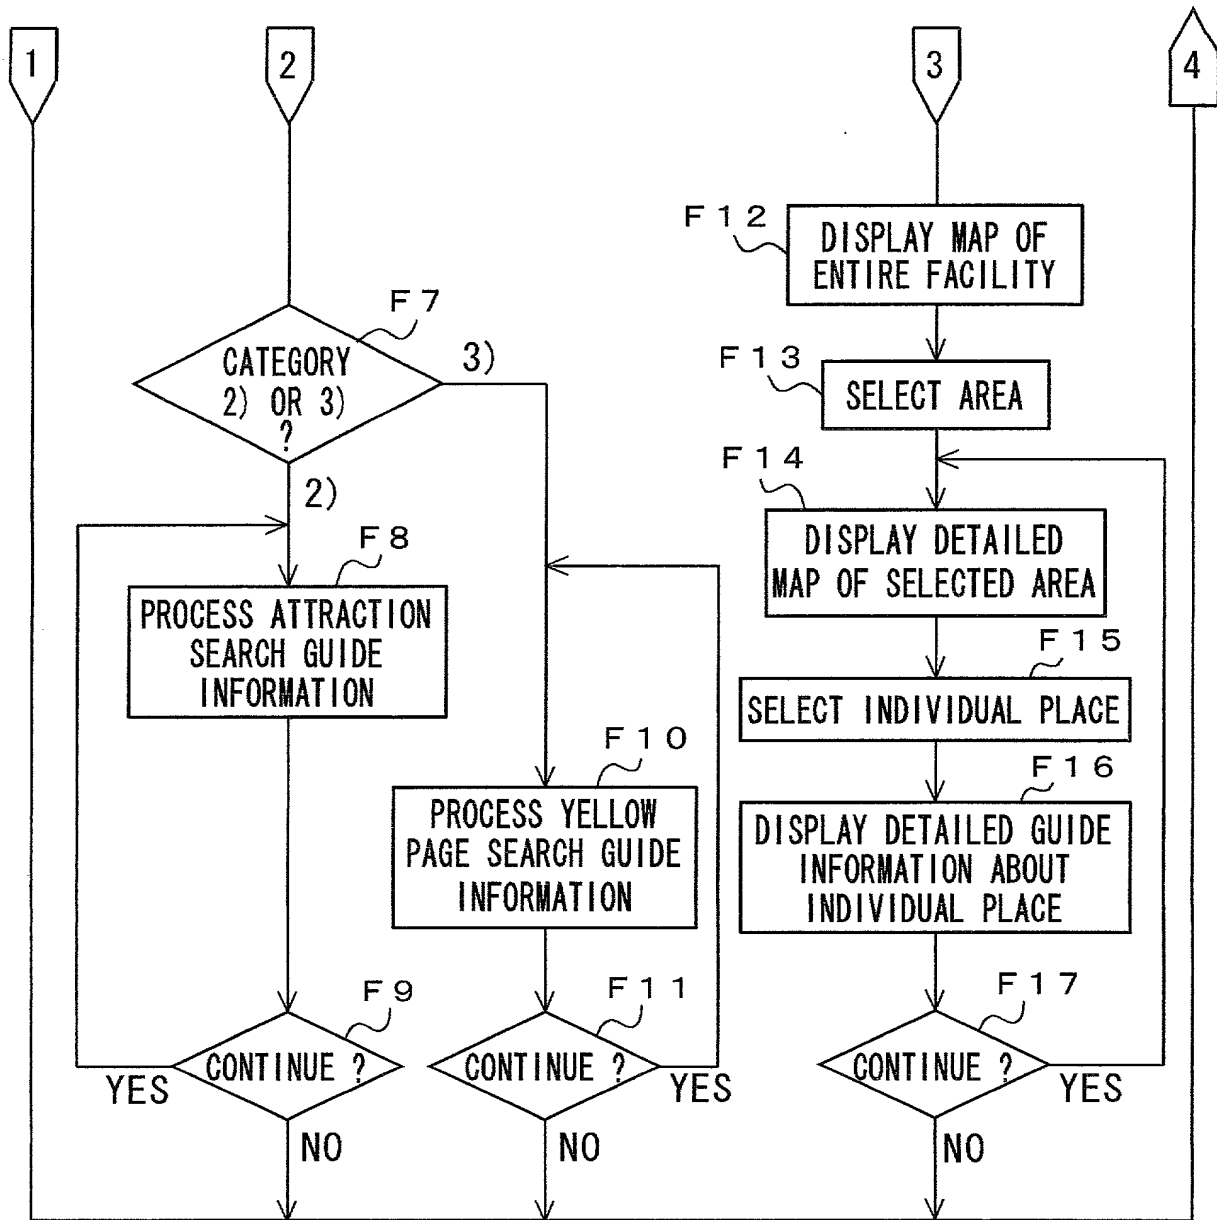 1
2
3
4
F7
CATEGORY
2) OR 3)
?
3)
2)
F8
PROCESS ATTRACTION
SEARCH GUIDE
INFORMATION
F9
CONTINUE ?
YES
NO
F10
PROCESS YELLOW
PAGE SEARCH GUIDE
INFORMATION
F11
CONTINUE ?
YES
NO
F12
DISPLAY MAP OF
ENTIRE FACILITY
F13
SELECT AREA
F14
DISPLAY DETAILED
MAP OF SELECTED AREA
F15
SELECT INDIVIDUAL PLACE
F16
DISPLAY DETAILED GUIDE
INFORMATION ABOUT
INDIVIDUAL PLACE
F17
CONTINUE ?
YES
NO